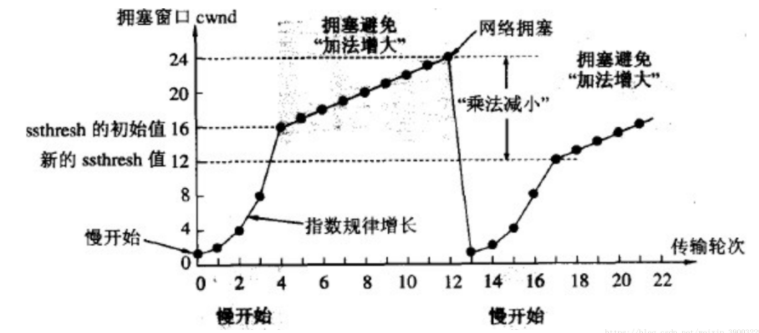 拥塞窗口 cwnd
拥塞避免
“加法增大”
网络拥塞
拥塞避免
“加法增大”
24
20
“乘法减小”
ssthresh 的初始值 16
新的 ssthresh 值 12
8
4
0
慢开始
指数规律增长
传输轮次
0 2 4 6 8 10 12 14 16 18 20 22
慢开始
慢开始